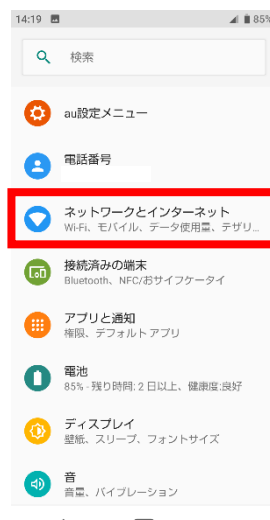 14:19 85%
検索
au設定メニュー
電話番号
ネットワークとインターネット
Wi-Fi、モバイル、データ使用量、テザリ...
接続済みの端末
Bluetooth、NFC/おサイフケータイ
アプリと通知
権限、デフォルト アプリ
電池
85% - 残り時間: 2 日以上、健康度:良好
ディスプレイ
壁紙、スリープ、フォントサイズ
音
音量、バイブレーション